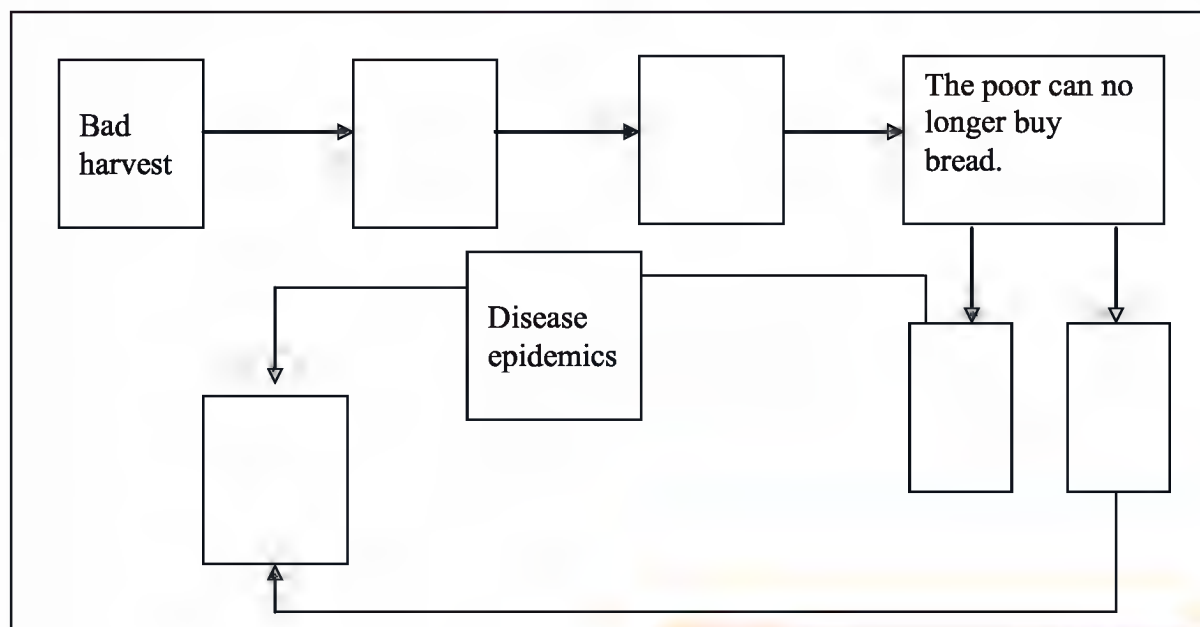 Bad
harvest
The poor can no
longer buy
bread.
Disease
epidemics